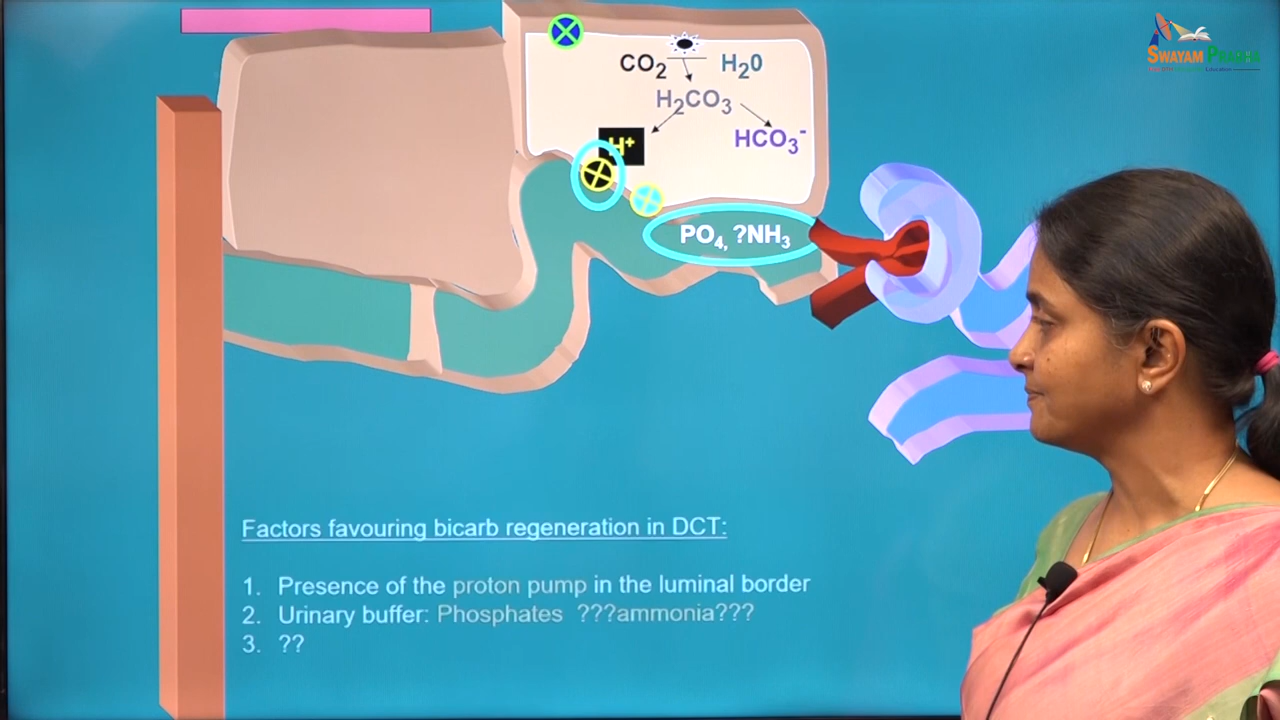 SWAYAM PRABHA
CO2 H20
H2CO3
H+
HCO3-
PO4, ?NH3
Factors favouring bicarb regeneration in DCT:
1. Presence of the proton pump in the luminal border
2. Urinary buffer: Phosphates ???ammonia???
3. ??